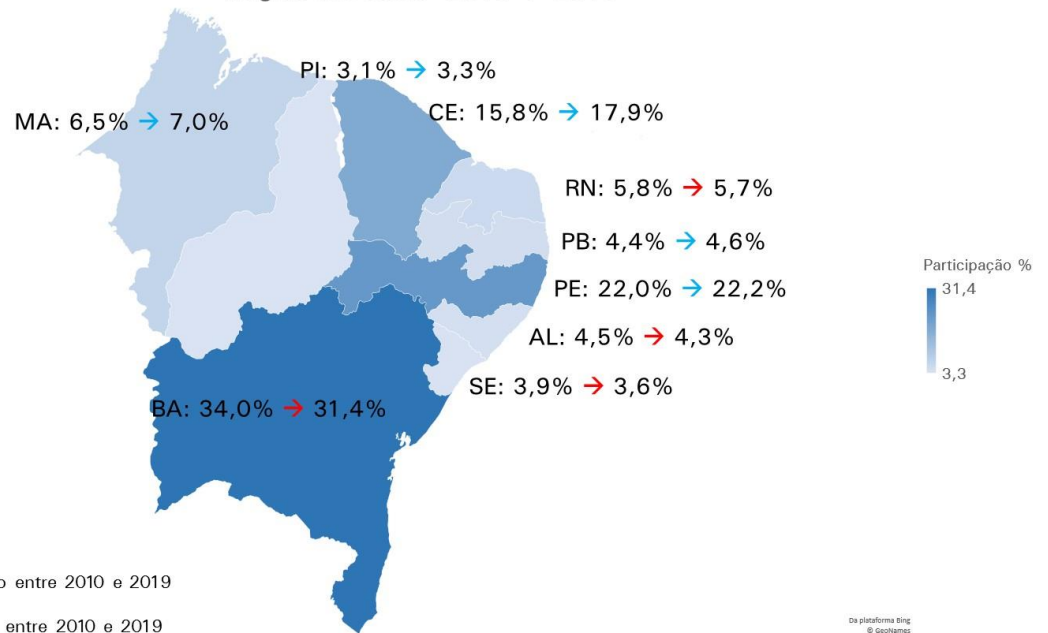 PI: 3,1% → 3,3%
CE: 15,8% → 17,9%
MA: 6,5% → 7,0%
RN: 5,8% → 5,7%
PB: 4,4% → 4,6%
PE: 22,0% → 22,2%
AL: 4,5% → 4,3%
SE: 3,9% → 3,6%
BA: 34,0% → 31,4%
Participação %
31,4
3,3
entre 2010 e 2019
entre 2010 e 2019
Da plataforma Bing
© GeoNames